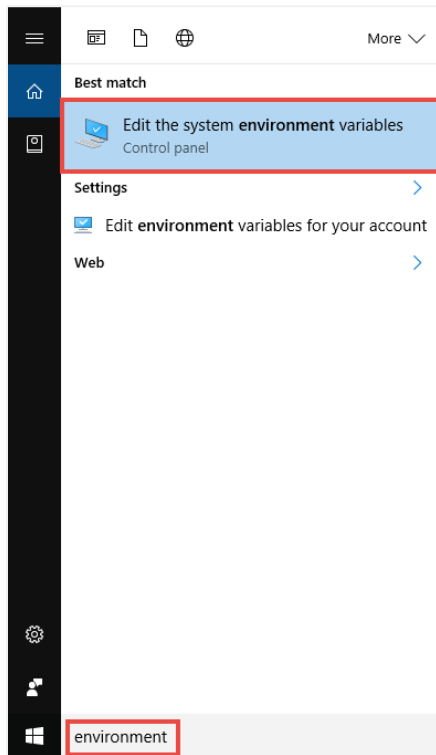 More
Best match
Edit the system environment variables
Control panel
Settings
Edit environment variables for your account
Web
environment